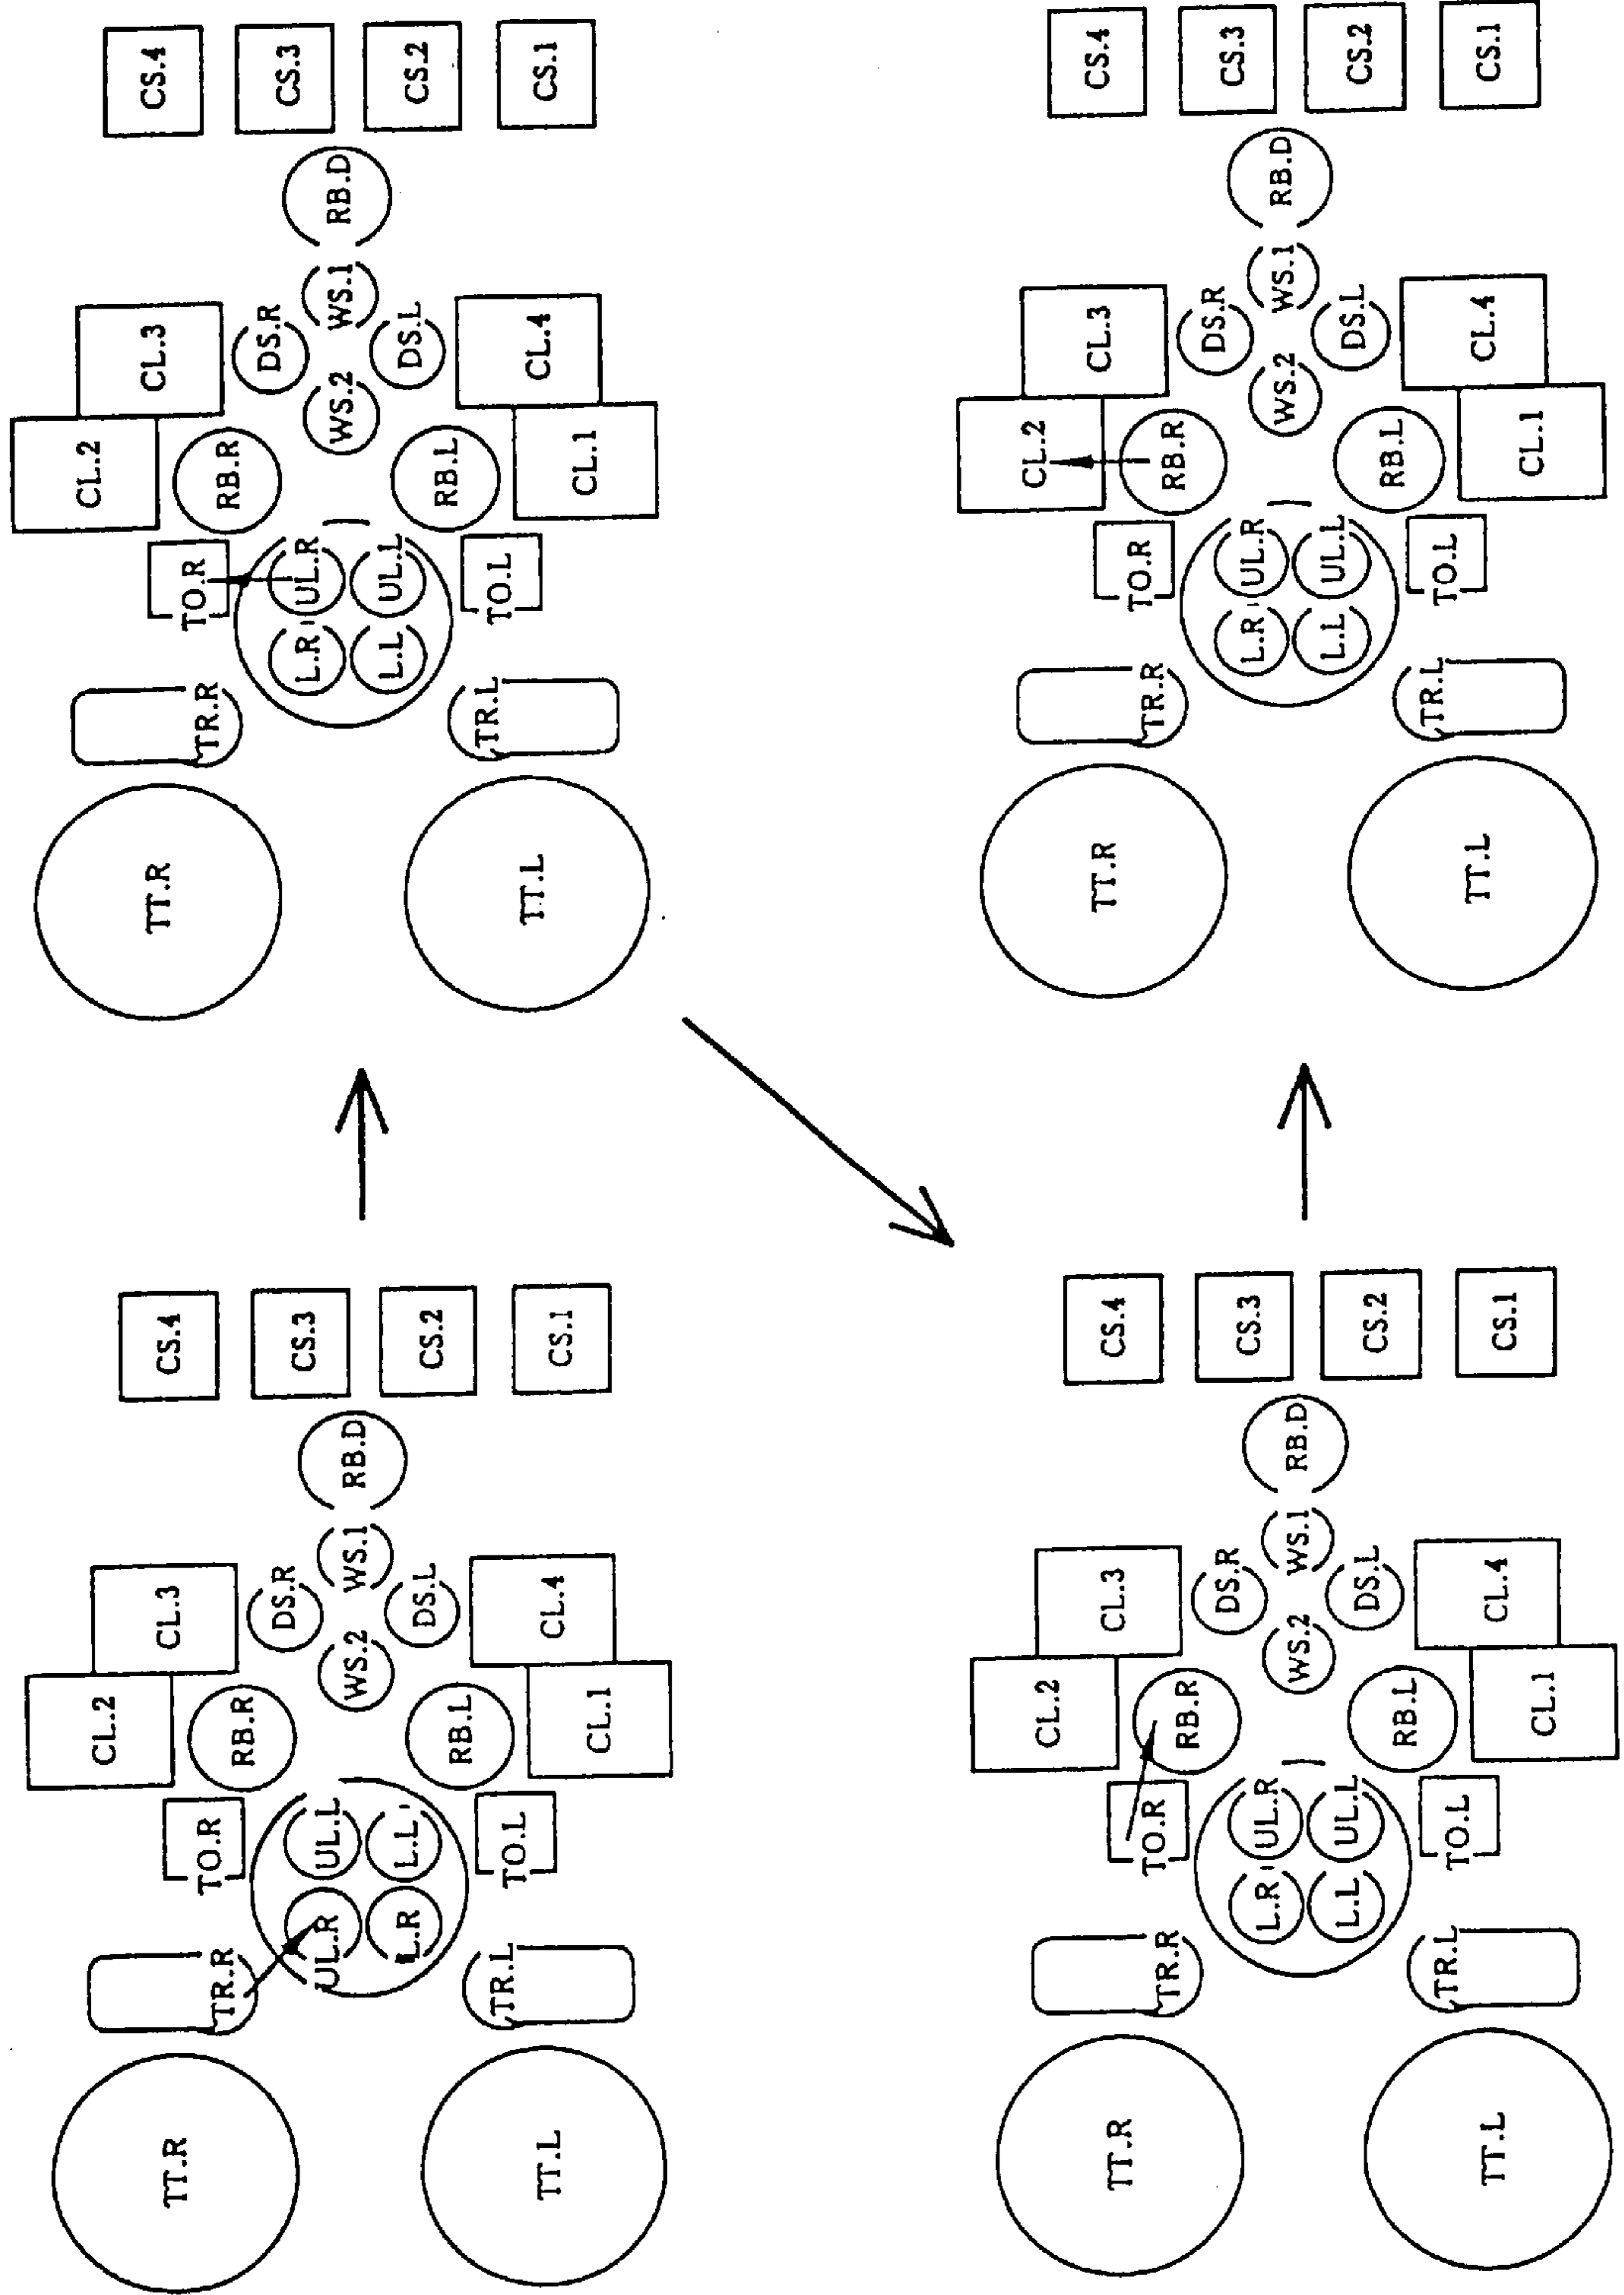 CL.2
CL.3
CS.4
TT.R
TO.R
TR.R
RB.R
DS.R
CS.3
UL.R
UL.L
WS.2
WS.1
RB.D
L.R
L.L
DS.L
CS.2
RB.L
TR.L
TO.L
CL.4
TT.L
CS.1
CL.1
CL.2
CL.3
CS.4
TT.R
TO.R
TR.R
RB.R
DS.R
CS.3
L.R
UL.R
WS.2
WS.1
RB.D
L.L
UL.L
DS.L
CS.2
RB.L
TR.L
TO.L
CL.4
TT.L
CS.1
CL.1
CL.2
CL.3
CS.4
TT.R
TO.R
TR.R
RB.R
DS.R
CS.3
L.R
UL.R
WS.2
WS.1
RB.D
L.L
UL.L
DS.L
CS.2
RB.L
TR.L
TO.L
CL.4
TT.L
CS.1
CL.1
CL.2
CL.3
CS.4
TT.R
TO.R
TR.R
RB.R
DS.R
CS.3
L.R
UL.R
WS.2
WS.1
RB.D
L.L
UL.L
DS.L
CS.2
RB.L
TR.L
TO.L
CL.4
TT.L
CS.1
CL.1